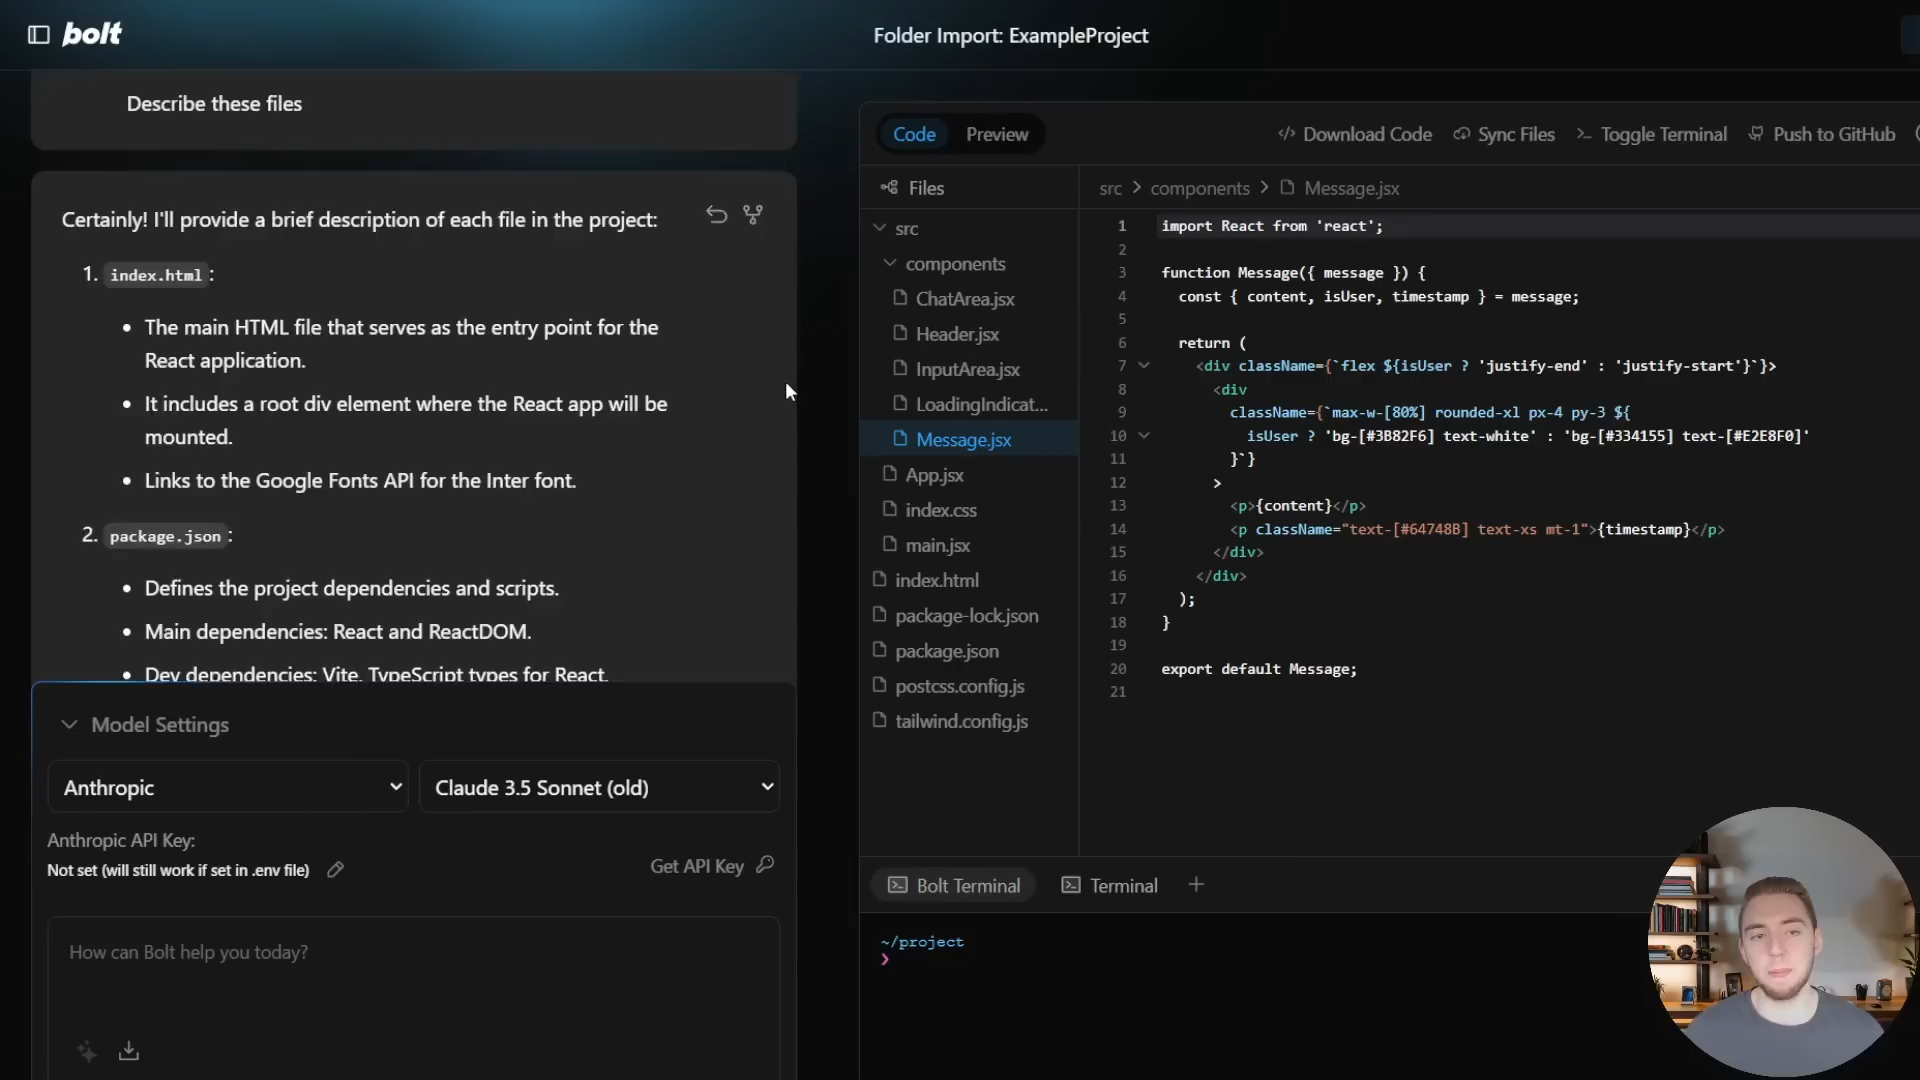 bolt
Folder Import: ExampleProject
Describe these files
Certainly! I'll provide a brief description of each file in the project:
1. index.html:
• The main HTML file that serves as the entry point for the
React application.
• It includes a root div element where the React app will be
mounted.
• Links to the Google Fonts API for the Inter font.
2. package.json:
• Defines the project dependencies and scripts.
• Main dependencies: React and ReactDOM.
• Dev dependencies: Vite, TypeScript types for React,
Model Settings
Anthropic
Claude 3.5 Sonnet (old)
Anthropic API Key:
Not set (will still work if set in .env file)
Get API Key
How can Bolt help you today?
Code
Preview
Download Code
Sync Files
Toggle Terminal
Push to GitHub
Files
src
components
ChatArea.jsx
Header.jsx
InputArea.jsx
LoadingIndicat...
Message.jsx
App.jsx
index.css
main.jsx
index.html
package-lock.json
package.json
postcss.config.js
tailwind.config.js
src > components > Message.jsx
1 import React from 'react';
2
3 function Message({ message }) {
4 const { content, isUser, timestamp } = message;
5
6 return (
7 <div className={`flex ${isUser ? 'justify-end' : 'justify-start'}`}>
8 <div
9 className={`max-w-[80%] rounded-xl px-4 py-3 ${
10 isUser ? 'bg-[#3B82F6] text-white' : 'bg-[#334155] text-[#E2E8F0]'
11 }`}
12 >
13 <p>{content}</p>
14 <p className="text-[#64748B] text-xs mt-1">{timestamp}</p>
15 </div>
16 </div>
17 );
18 }
19
20 export default Message;
21
Bolt Terminal
Terminal
~/project
❯